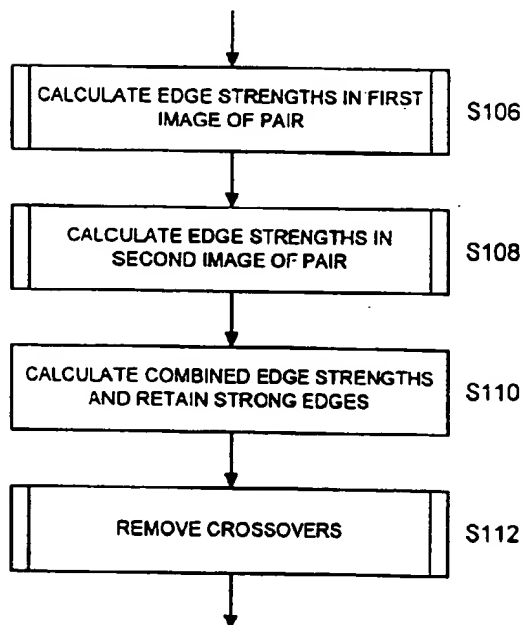 CALCULATE EDGE STRENGTHS IN FIRST
IMAGE OF PAIR
S106
CALCULATE EDGE STRENGTHS IN
SECOND IMAGE OF PAIR
S108
CALCULATE COMBINED EDGE STRENGTHS
AND RETAIN STRONG EDGES
S110
REMOVE CROSSOVERS
S112